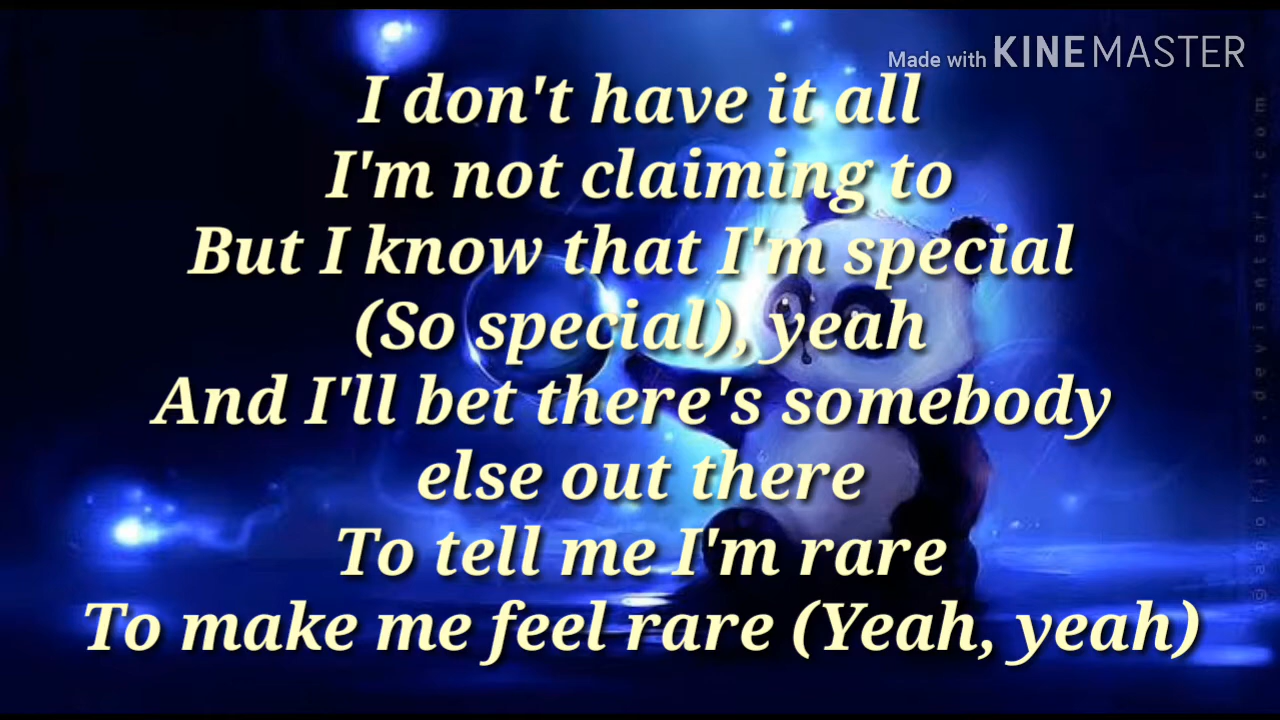 Made with KINEMASTER
I don't have it all
I'm not claiming to
But I know that I'm special
(So special), yeah
And I'll bet there's somebody
else out there
To tell me I'm rare
To make me feel rare (Yeah, yeah)